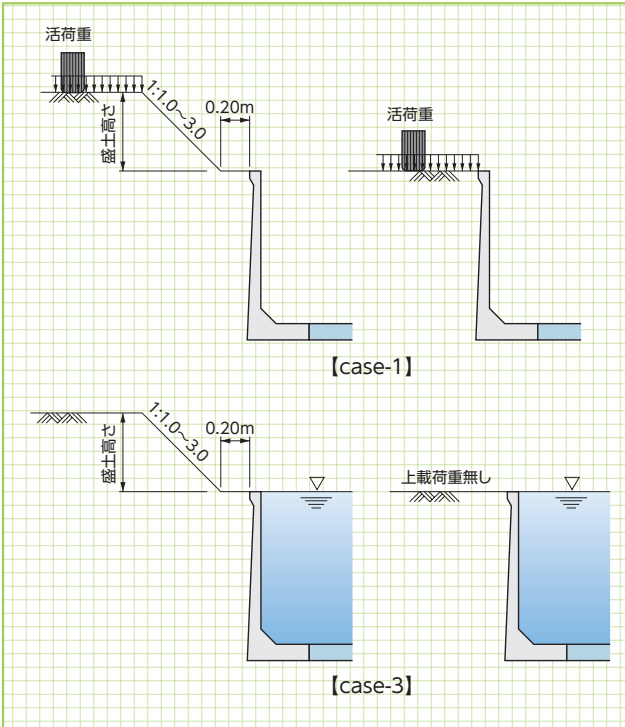 活荷重
盛土高さ
1:1.0~3.0
0.20m
活荷重
【case-1】
盛土高さ
1:1.0~3.0
0.20m
上載荷重無し
【case-3】